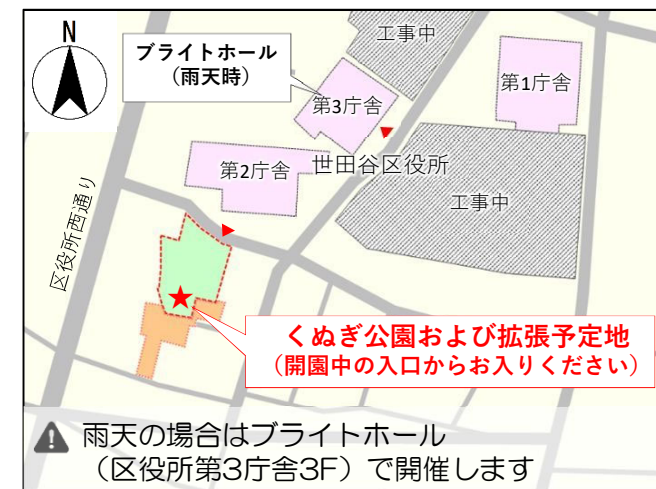 N
ブライトホール
（雨天時）
工事中
第1庁舎
第3庁舎
第2庁舎
世田谷区役所
工事中
区役所西通り
くぬぎ公園および拡張予定地
（開園中の入口からお入りください）
雨天の場合はブライトホール
（区役所第3庁舎3F）で開催します